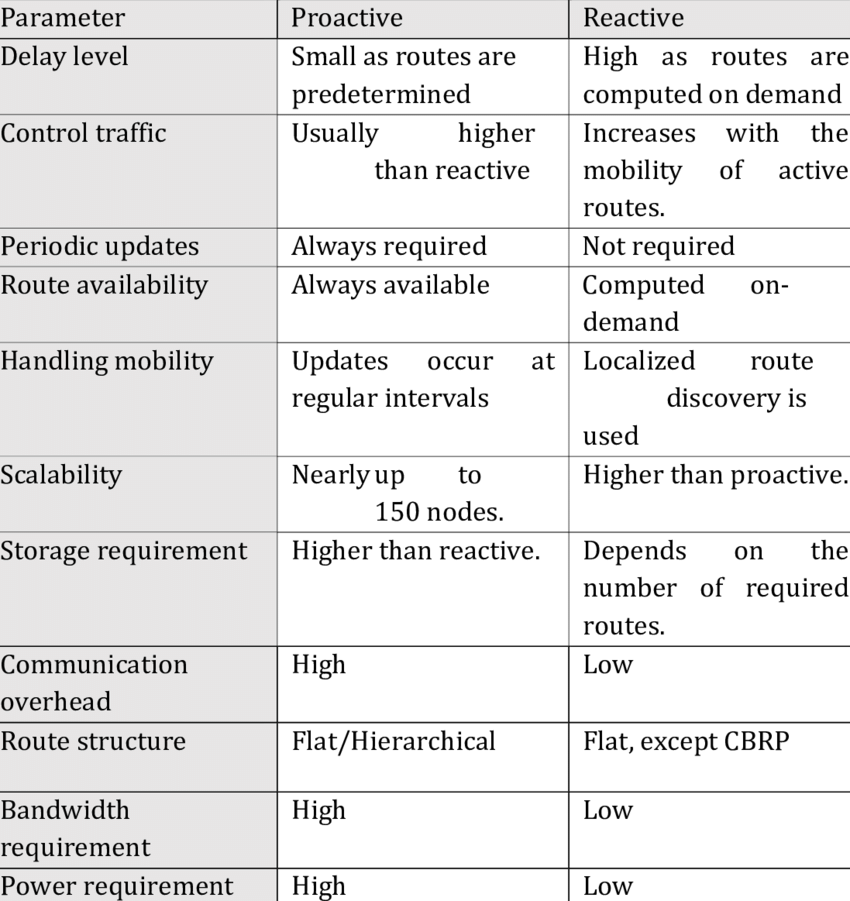 Parameter Proactive Reactive
Delay level Small as routes are High as routes are
predetermined computed on demand
Control traffic Usually higher Increases with the
than reactive mobility of active
routes.
Periodic updates Always required Not required
Route availability Always available Computed on-
demand
Handling mobility Updates occur at Localized route
regular intervals discovery is
used
Scalability Nearly up to Higher than proactive.
150 nodes.
Storage requirement Higher than reactive. Depends on the
number of required
routes.
Communication High Low
overhead
Route structure Flat/Hierarchical Flat, except CBRP
Bandwidth High Low
requirement
Power requirement High Low